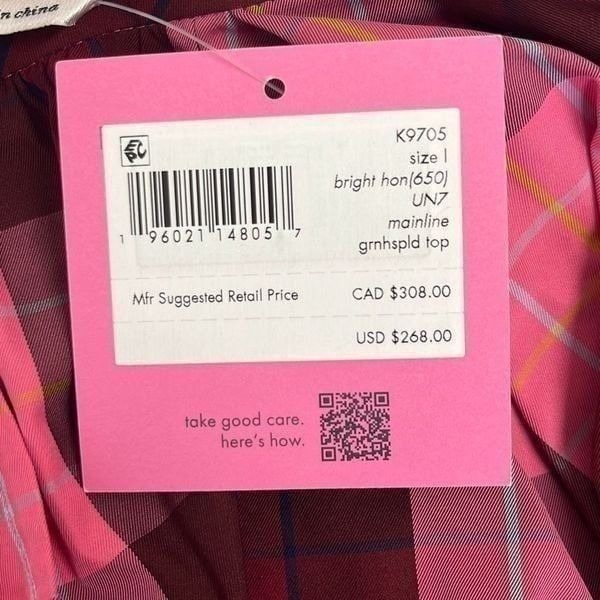 n china
K9705
size l
bright hon(650)
UN7
mainline
grnhspld top
1 96021 14805 7
Mfr Suggested Retail Price CAD $308.00
USD $268.00
take good care.
here's how.